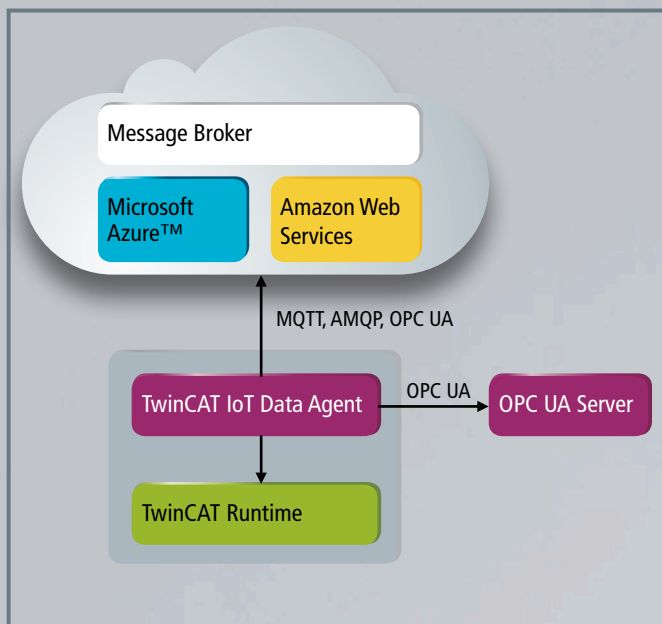 Message Broker
Microsoft
Azure™
Amazon Web
Services
MQTT, AMQP, OPC UA
TwinCAT IoT Data Agent
OPC UA
OPC UA Server
TwinCAT Runtime